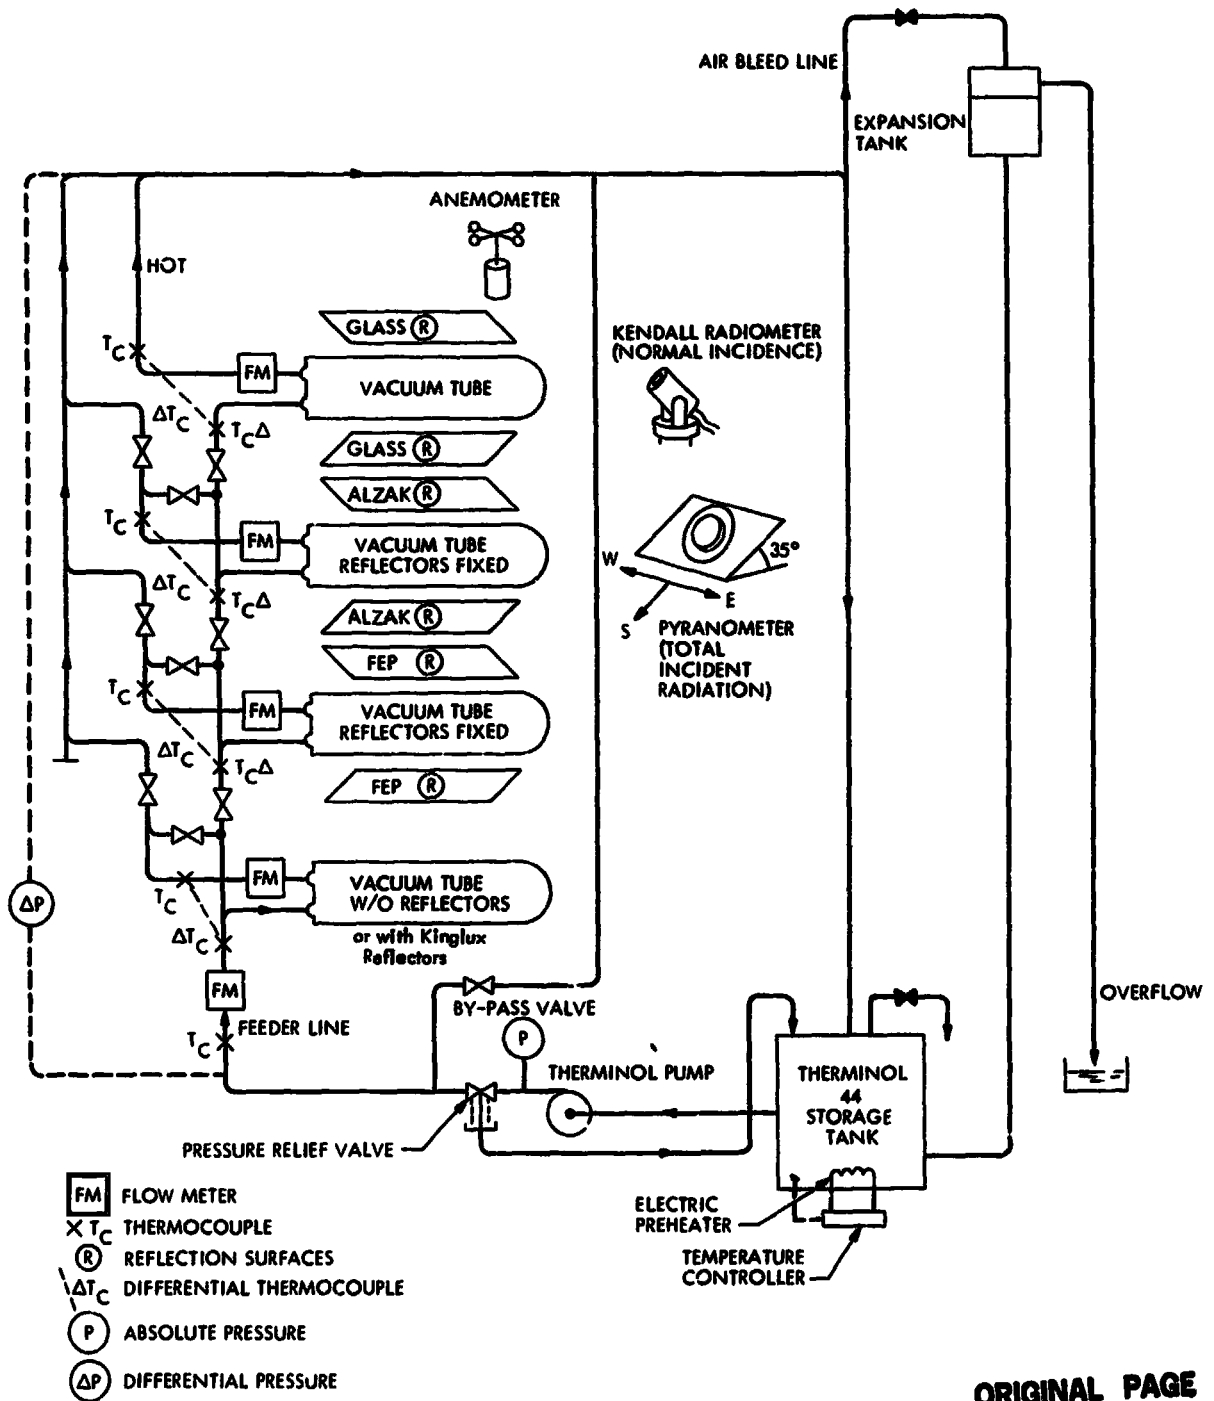 AIR BLEED LINE
EXPANSION
TANK
ANEMOMETER
HOT
GLASS R
KENDALL RADIOMETER
(NORMAL INCIDENCE)
TC
FM
VACUUM TUBE
ΔTC
TCΔ
GLASS R
ALZAK R
TC
FM
VACUUM TUBE
REFLECTORS FIXED
35°
W
E
S
ΔTC
TCΔ
ALZAK R
PYRANOMETER
(TOTAL
INCIDENT
RADIATION)
FEP R
TC
FM
VACUUM TUBE
REFLECTORS FIXED
ΔTC
TCΔ
FEP R
FM
VACUUM TUBE
W/O REFLECTORS
TC
ΔP
ΔTC
or with Kinglux
Reflectors
FM
BY-PASS VALVE
OVERFLOW
FEEDER LINE
TC
P
THERMINOL PUMP
THERMINOL
44
STORAGE
TANK
PRESSURE RELIEF VALVE
ELECTRIC
PREHEATER
TEMPERATURE
CONTROLLER
FM FLOW METER
X TC THERMOCOUPLE
R REFLECTION SURFACES
ΔTC DIFFERENTIAL THERMOCOUPLE
P ABSOLUTE PRESSURE
ΔP DIFFERENTIAL PRESSURE
ORIGINAL PAGE